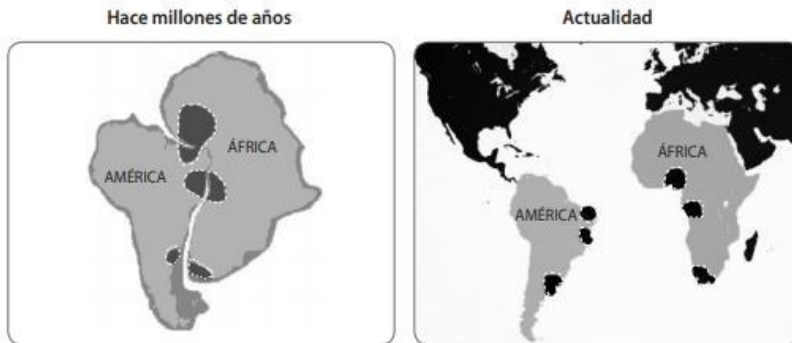 Hace millones de años
Actualidad
AMÉRICA
ÁFRICA
ÁFRICA
AMÉRICA